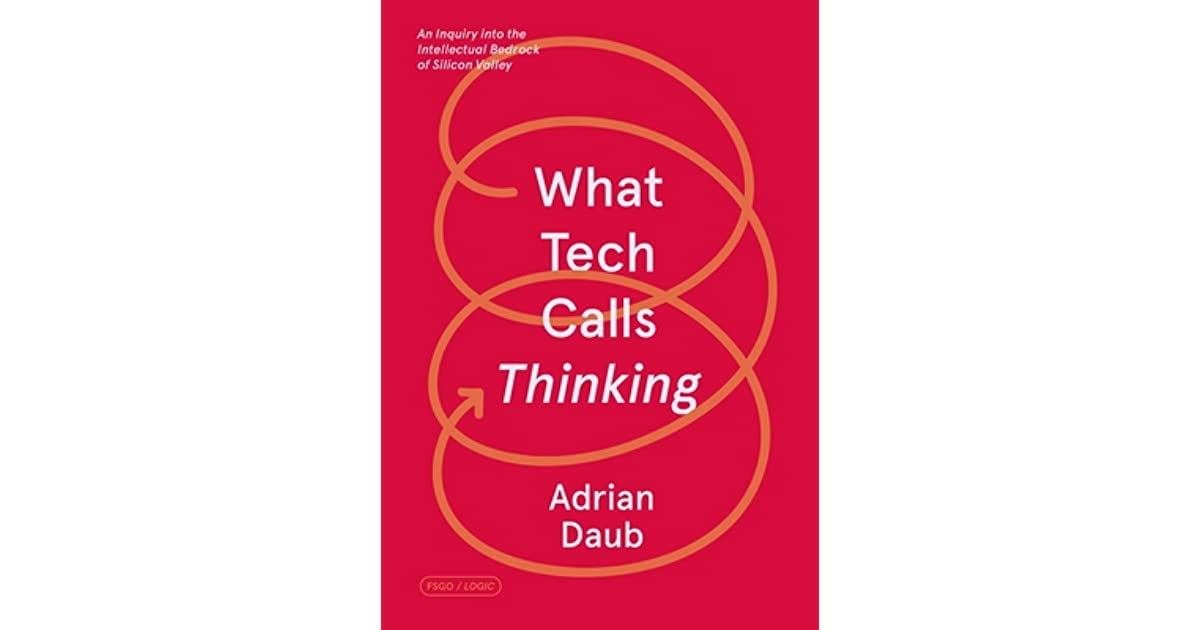 An Inquiry into the
Intellectual Bedrock
of Silicon Valley
What
Tech
Calls
Thinking
Adrian
Daub
FSGO / LOGIC